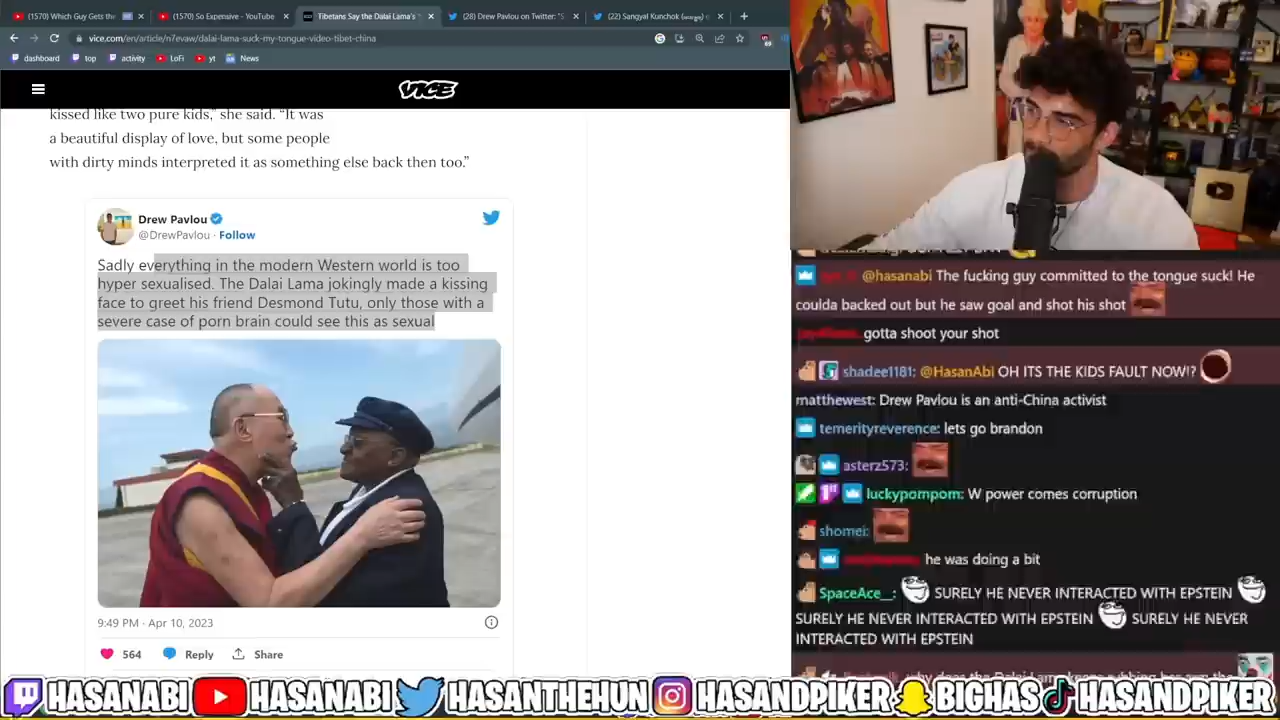 (1570) Which Guy Gets the
(1570) So Expensive - YouTube
Tibetans Say the Dalai Lama's
(28) Drew Pavlou on Twitter: "S
(22) Sangyal Kunchok
vice.com/en/article/n7evaw/dalai-lama-suck-my-tongue-video-tibet-china
dashboard
top
activity
LoFi
yt
News
VICE
kissed like two pure kids," she said. "It was
a beautiful display of love, but some people
with dirty minds interpreted it as something else back then too."
Drew Pavlou
@DrewPavlou · Follow
Sadly everything in the modern Western world is too
hyper sexualised. The Dalai Lama jokingly made a kissing
face to greet his friend Desmond Tutu, only those with a
severe case of porn brain could see this as sexual
9:49 PM · Apr 10, 2023
564
Reply
Share
@hasanabi The fucking guy committed to the tongue suck! He
coulda backed out but he saw goal and shot his shot
gotta shoot your shot
shadee1181: @HasanAbi OH ITS THE KIDS FAULT NOW!?
matthewest: Drew Pavlou is an anti-China activist
temerityreverence: lets go brandon
asterz573:
luckypompom: W power comes corruption
shomei:
he was doing a bit
SpaceAce__: SURELY HE NEVER INTERACTED WITH EPSTEIN
SURELY HE NEVER INTERACTED WITH EPSTEIN SURELY HE NEVER
INTERACTED WITH EPSTEIN
HASANABI HASANABI HASANTHEHUN HASANDPIKER BIGHAS HASANDPIKER